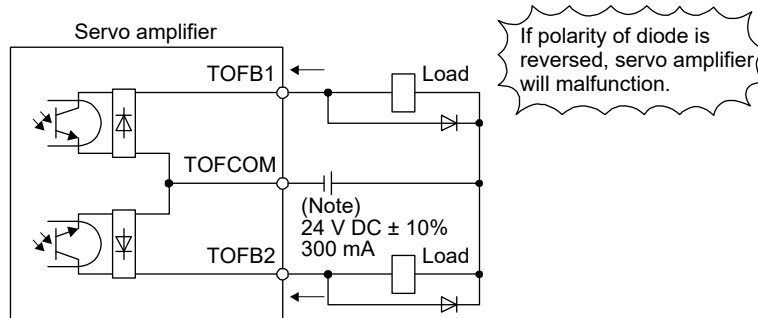 Servo amplifier
If polarity of diode is
reversed, servo amplifier
will malfunction.
TOFB1
Load
TOFCOM
(Note)
24 V DC ± 10%
300 mA
TOFB2
Load